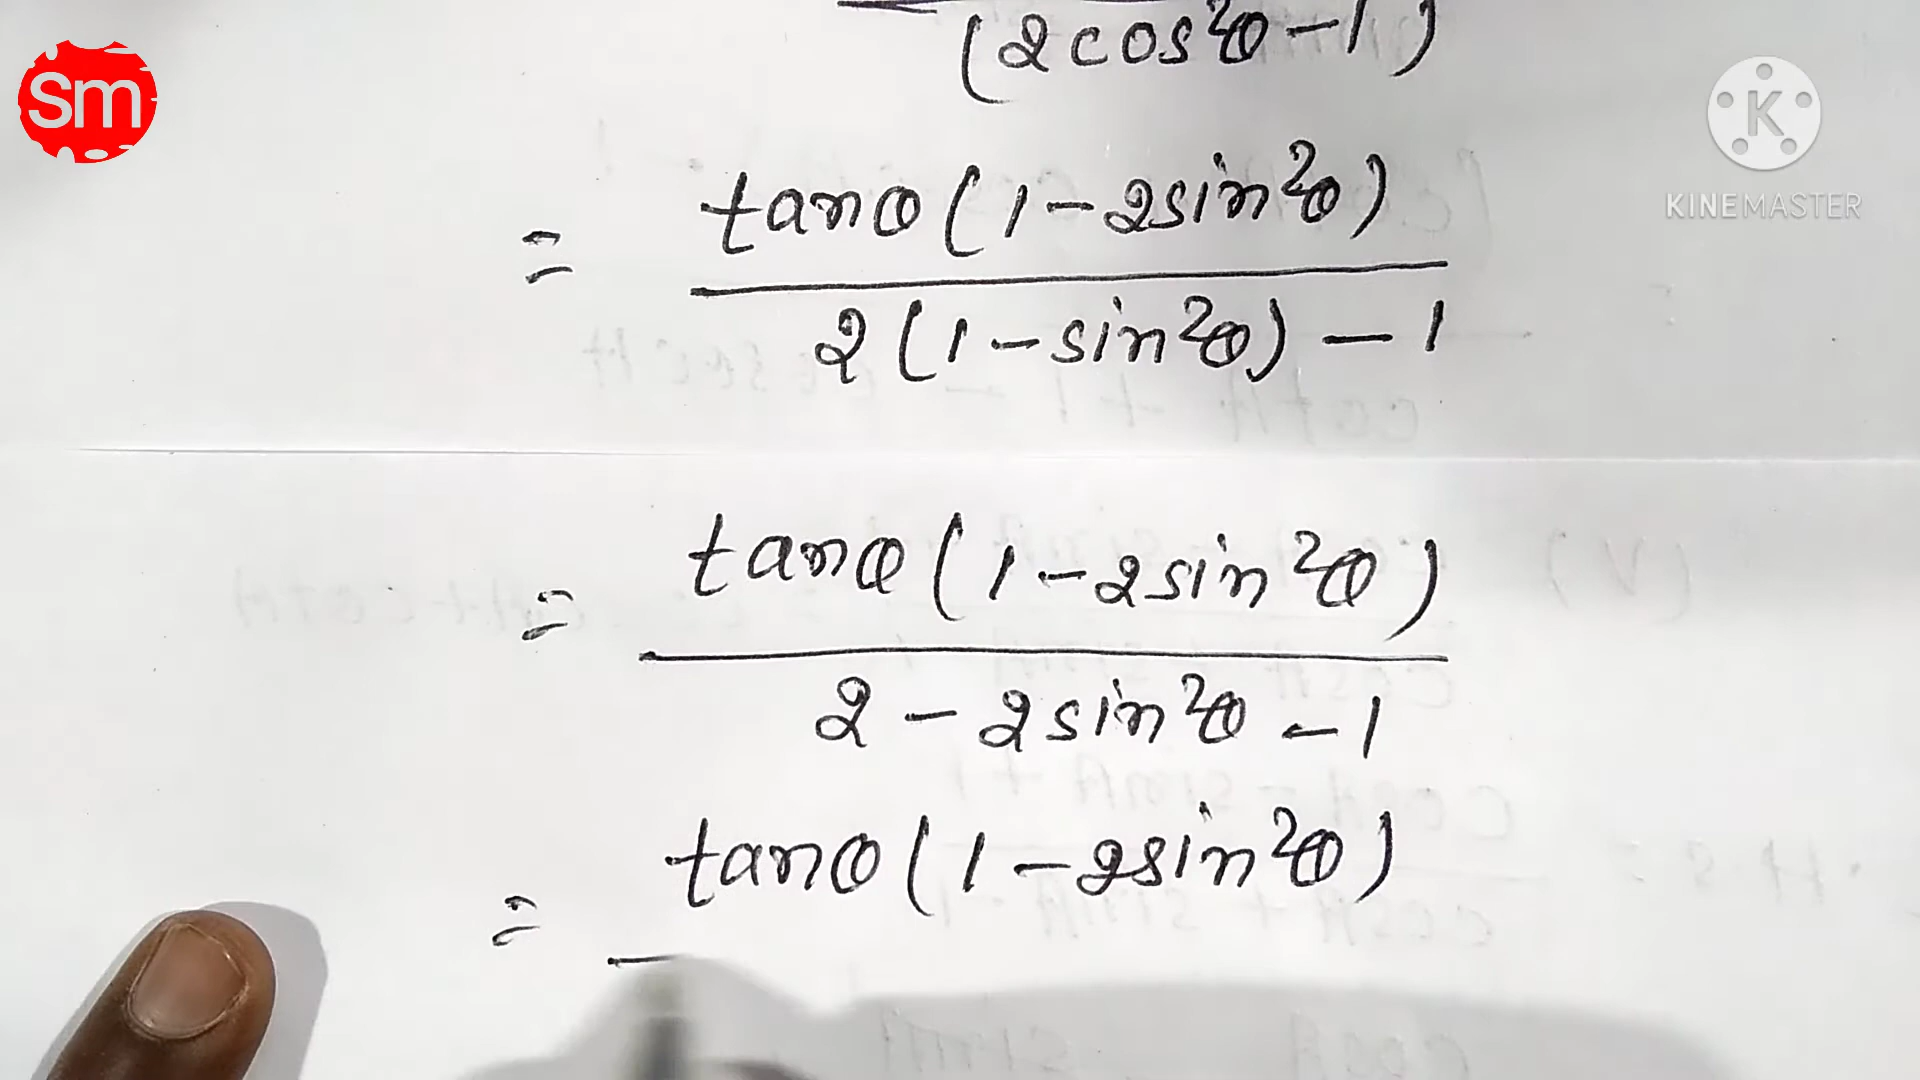 (2cos²θ-1)
Sm
K
KINEMASTER
= tanθ(1-2sin²θ)
2(1-sin²θ)-1
= tanθ(1-2sin²θ)
2-2sin²θ-1
= tanθ(1-2sin²θ)